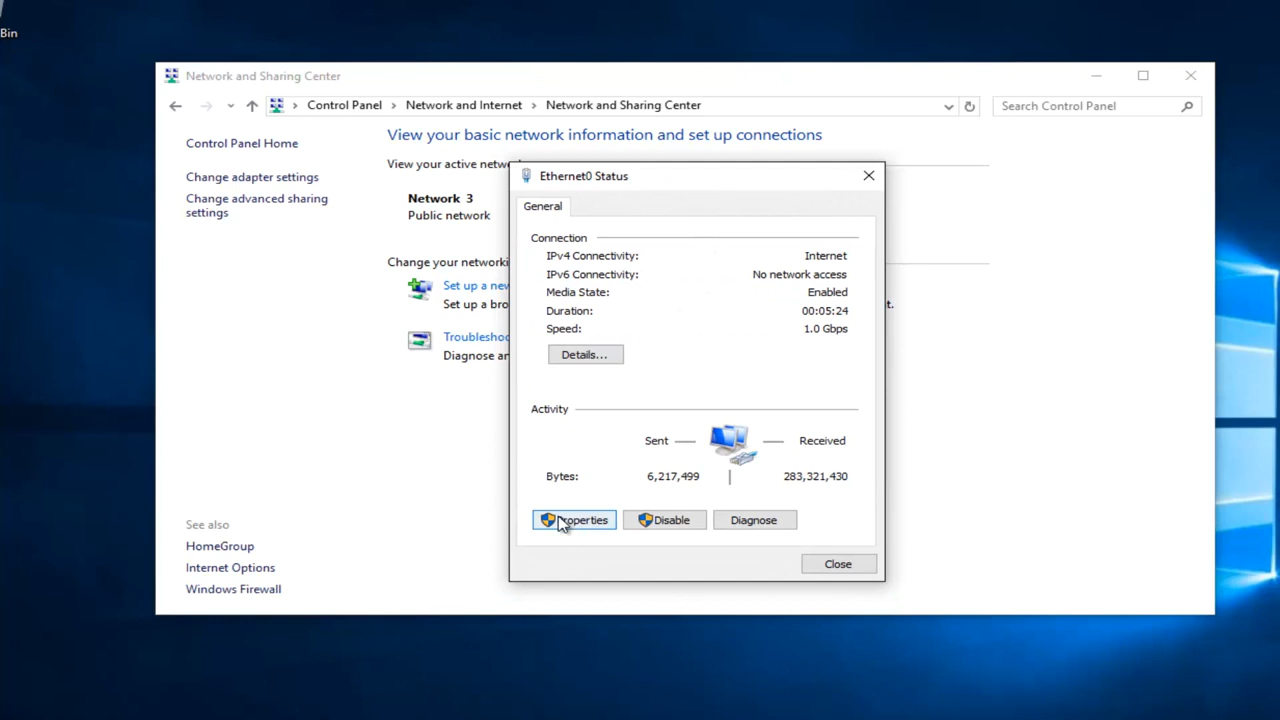 Bin
Network and Sharing Center
Control Panel
Network and Internet
Network and Sharing Center
Search Control Panel
Control Panel Home
Change adapter settings
Change advanced sharing
settings
View your basic network information and set up connections
View your active netwo
Network 3
Public network
Change your networki
Set up a new
Set up a bro
t.
Troubleshoo
Diagnose an
Ethernet0 Status
General
Connection
IPv4 Connectivity: Internet
IPv6 Connectivity: No network access
Media State: Enabled
Duration: 00:05:24
Speed: 1.0 Gbps
Details...
Activity
Sent Received
Bytes: 6,217,499 283,321,430
Properties Disable Diagnose
Close
See also
HomeGroup
Internet Options
Windows Firewall